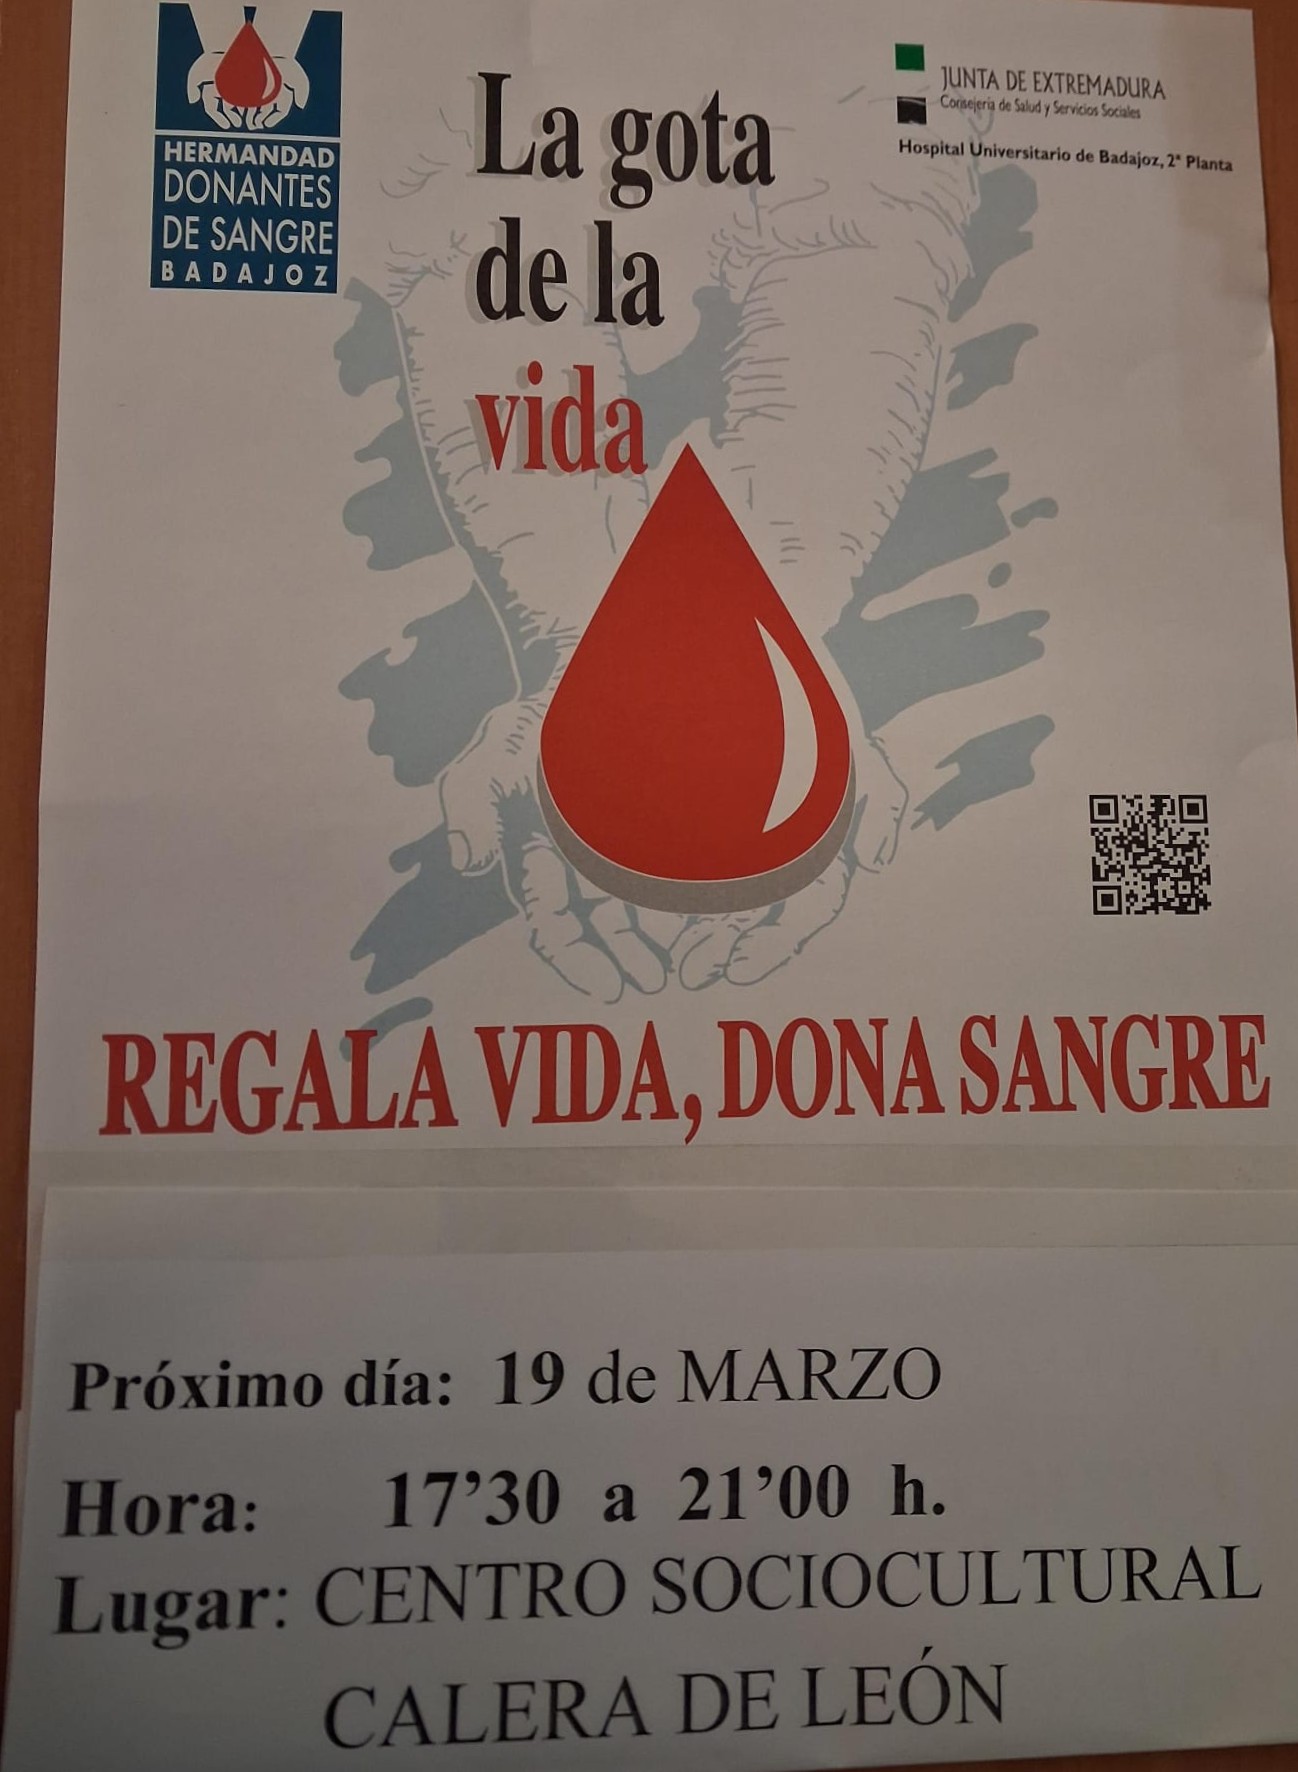 HERMANDAD
DONANTES
DE SANGRE
BADAJOZ
La gota
de la
vida
JUNTA DE EXTREMADURA
Consejería de Salud y Servicios Sociales
Hospital Universitario de Badajoz, 2ª Planta
REGALA VIDA, DONA SANGRE
Próximo día: 19 de MARZO
Hora: 17’30 a 21’00 h.
Lugar: CENTRO SOCIOCULTURAL
CALERA DE LEÓN